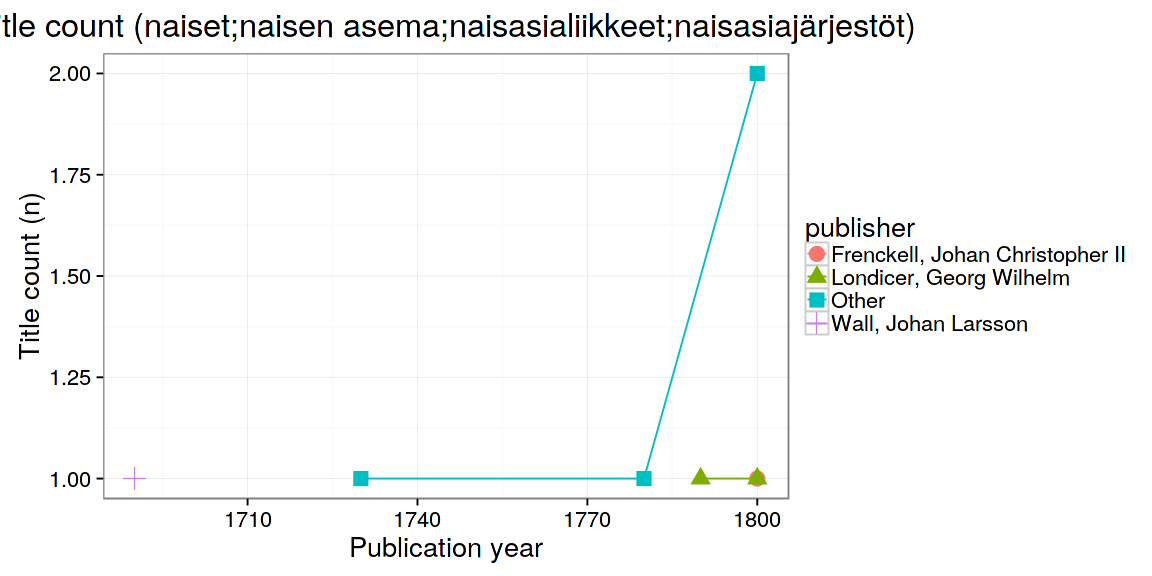 tle count (naiset;naisen asema;naisasialiikkeet;naisasiajärjestöt)
2.00
1.75
1.50
1.25
1.00
Title count (n)
1710 1740 1770 1800
Publication year
publisher
Frenckell, Johan Christopher II
Londicer, Georg Wilhelm
Other
Wall, Johan Larsson